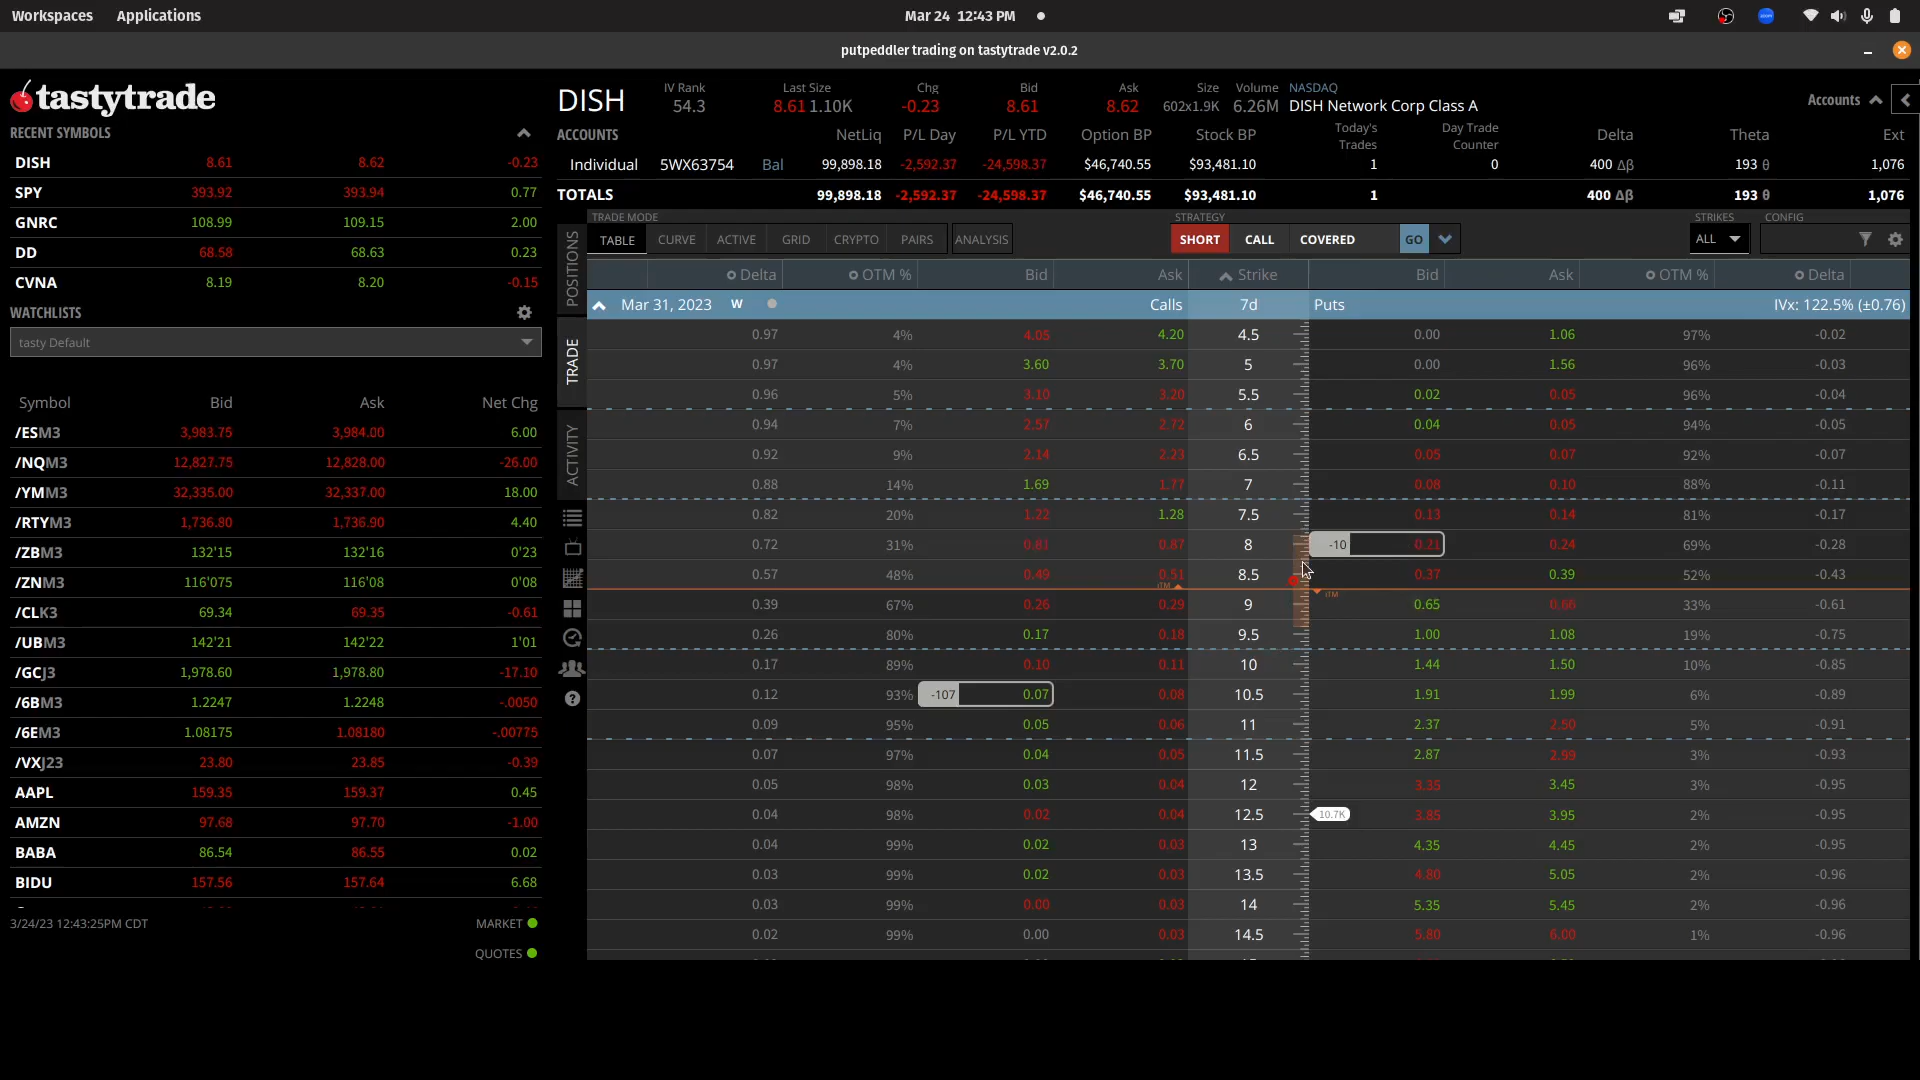 Workspaces Applications Mar 24 12:43 PM
putpeddler trading on tastytrade v2.0.2
tastytrade
RECENT SYMBOLS
DISH 8.61 8.62 -0.23
SPY 393.92 393.94 0.77
GNRC 108.99 109.15 2.00
DD 68.58 68.63 0.23
CVNA 8.19 8.20 -0.15
WATCHLISTS
tasty Default
Symbol Bid Ask Net Chg
/ESM3 3,983.75 3,984.00 6.00
/NQM3 12,827.75 12,828.00 -26.00
/YMM3 32,335.00 32,337.00 18.00
/RTYM3 1,736.80 1,736.90 4.40
/ZBM3 132'15 132'16 0'23
/ZNM3 116'075 116'08 0'08
/CLK3 69.34 69.35 -0.61
/UBM3 142'21 142'22 1'01
/GCJ3 1,978.60 1,978.80 -17.10
/6BM3 1.2247 1.2248 -.0050
/6EM3 1.08175 1.08180 -.00775
/VXJ23 23.80 23.85 -0.39
AAPL 159.35 159.37 0.45
AMZN 97.68 97.70 -1.00
BABA 86.54 86.55 0.02
BIDU 157.56 157.64 6.68
3/24/23 12:43:25PM CDT MARKET
QUOTES
DISH IV Rank Last Size Chg Bid Ask Size Volume NASDAQ
54.3 8.61 1.10K -0.23 8.61 8.62 602x1.9K 6.26M DISH Network Corp Class A Accounts
ACCOUNTS NetLiq P/L Day P/L YTD Option BP Stock BP Today's Trades Day Trade Counter Delta Theta Ext
Individual 5WX63754 Bal 99,898.18 -2,592.37 -24,598.37 $46,740.55 $93,481.10 1 0 400 Δβ 193 θ 1,076
TOTALS 99,898.18 -2,592.37 -24,598.37 $46,740.55 $93,481.10 1 400 Δβ 193 θ 1,076
TRADE MODE STRATEGY STRIKES CONFIG
TABLE CURVE ACTIVE GRID CRYPTO PAIRS ANALYSIS SHORT CALL COVERED GO ALL
POSITIONS
TRADE
ACTIVITY
Delta OTM % Bid Ask Strike Bid Ask OTM % Delta
Mar 31, 2023 W Calls 7d Puts IVx: 122.5% (±0.76)
0.97 4% 4.05 4.20 4.5 0.00 1.06 97% -0.02
0.97 4% 3.60 3.70 5 0.00 1.56 96% -0.03
0.96 5% 3.10 3.20 5.5 0.02 0.05 96% -0.04
0.94 7% 2.57 2.72 6 0.04 0.05 94% -0.05
0.92 9% 2.14 2.23 6.5 0.05 0.07 92% -0.07
0.88 14% 1.69 1.77 7 0.08 0.10 88% -0.11
0.82 20% 1.22 1.28 7.5 0.13 0.14 81% -0.17
0.72 31% 0.81 0.87 8 -10 0.21 0.24 69% -0.28
0.57 48% 0.49 0.51 8.5 0.37 0.39 52% -0.43
ITM ITM
0.39 67% 0.26 0.29 9 0.65 0.66 33% -0.61
0.26 80% 0.17 0.18 9.5 1.00 1.08 19% -0.75
0.17 89% 0.10 0.11 10 1.44 1.50 10% -0.85
0.12 93% -107 0.07 0.08 10.5 1.91 1.99 6% -0.89
0.09 95% 0.05 0.06 11 2.37 2.50 5% -0.91
0.07 97% 0.04 0.05 11.5 2.87 2.99 3% -0.93
0.05 98% 0.03 0.04 12 3.35 3.45 3% -0.95
0.04 98% 0.02 0.04 12.5 10.7K 3.85 3.95 2% -0.95
0.04 99% 0.02 0.03 13 4.35 4.45 2% -0.95
0.03 99% 0.02 0.03 13.5 4.80 5.05 2% -0.96
0.03 99% 0.00 0.03 14 5.35 5.45 2% -0.96
0.02 99% 0.00 0.03 14.5 5.80 6.00 1% -0.96